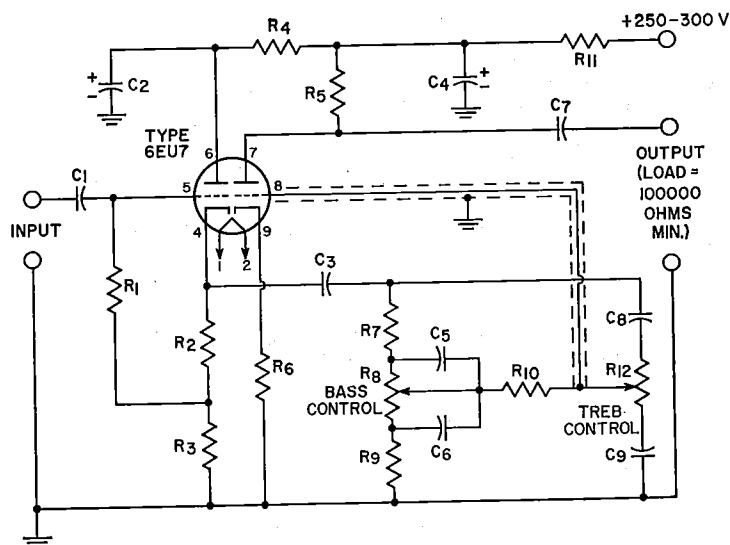 +250-300 V
R4
R11
+
-
C2
R5
C4
+
-
C7
TYPE
6EU7
6
7
OUTPUT
(LOAD =
100000
OHMS
MIN.)
C1
5
8
INPUT
4
9
1
2
C3
R1
R2
R6
R7
C5
C8
R8
BASS
CONTROL
R10
R12
TREB.
CONTROL
R3
C6
R9
C9